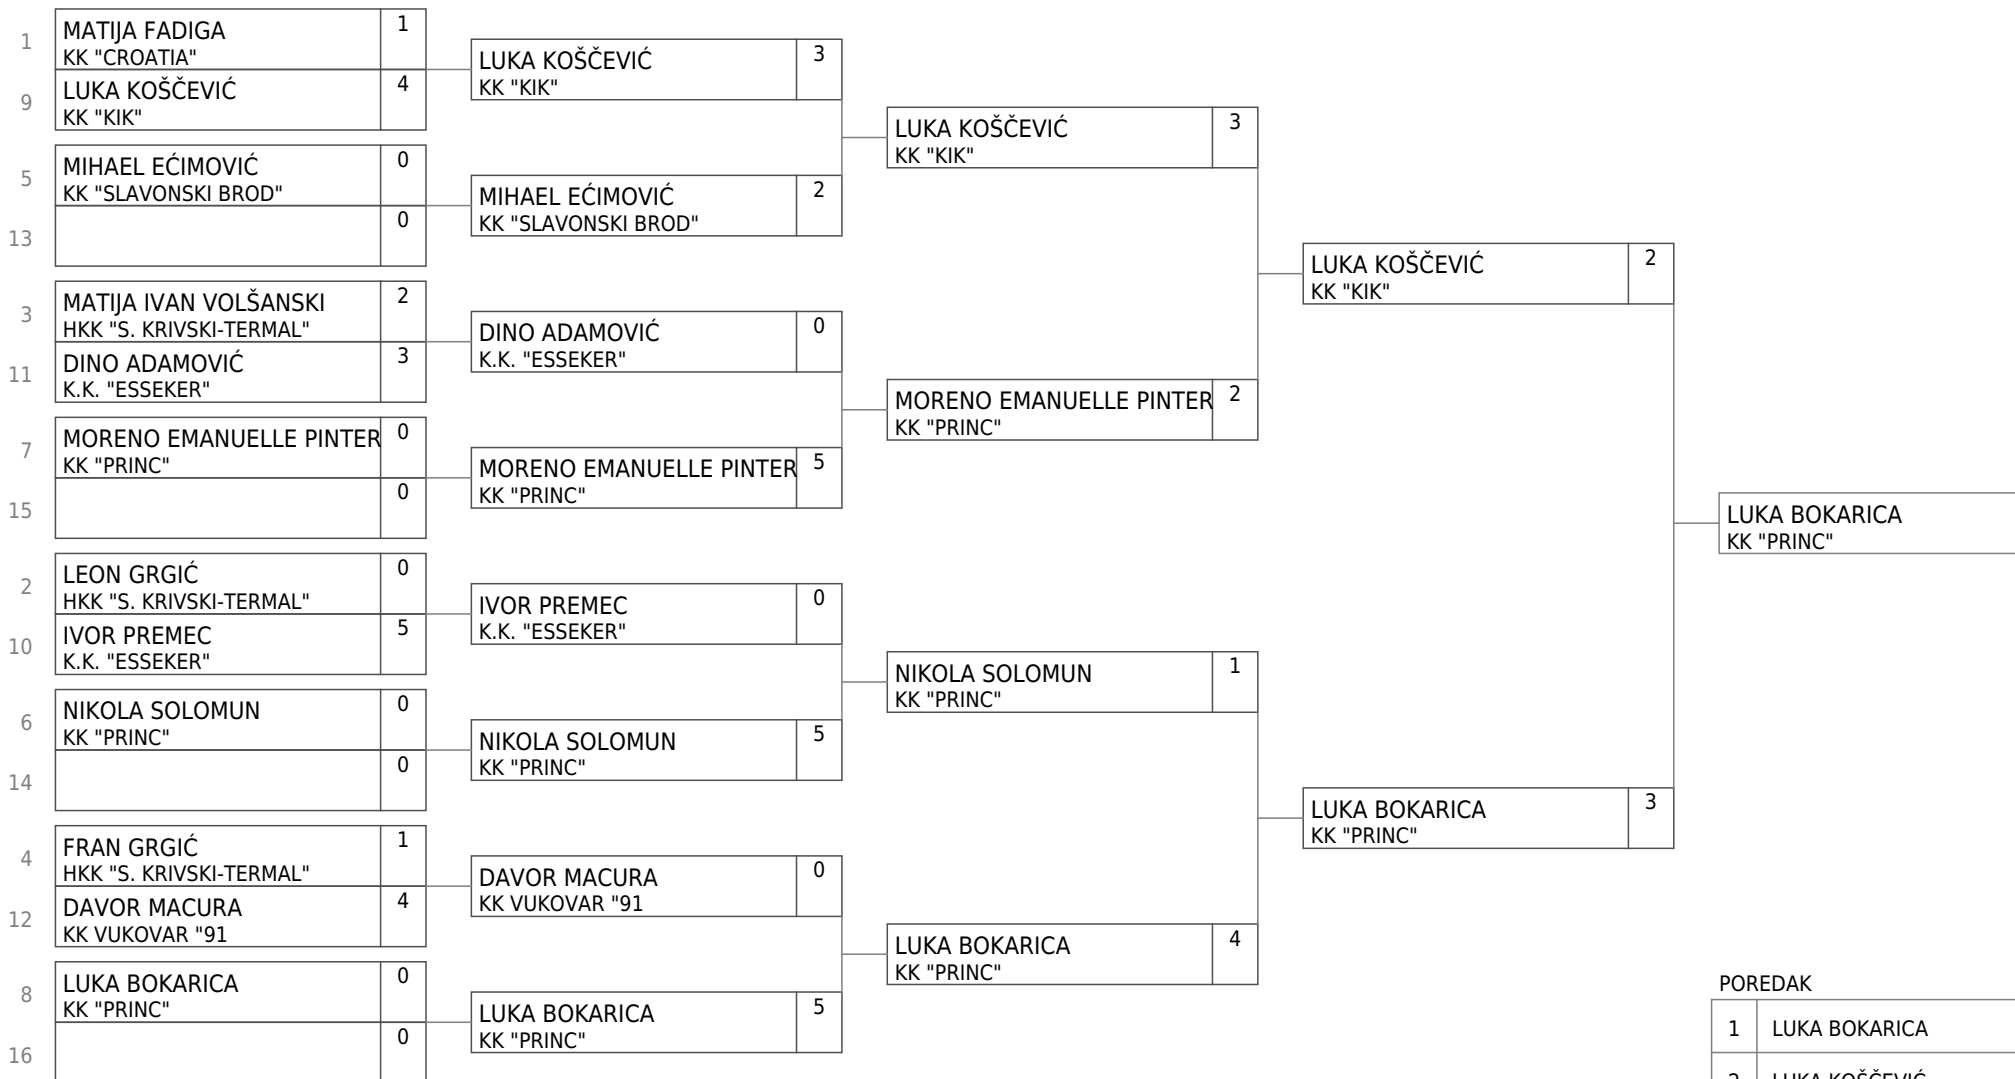 1
MATIJA FADIGA
KK "CROATIA"
1
9
LUKA KOŠČEVIĆ
KK "KIK"
4
5
MIHAEL EĆIMOVIĆ
KK "SLAVONSKI BROD"
0
13
0
3
MATIJA IVAN VOLŠANSKI
HKK "S. KRIVSKI-TERMAL"
2
11
DINO ADAMOVIĆ
K.K. "ESSEKER"
3
7
MORENO EMANUELLE PINTER
KK "PRINC"
0
15
0
2
LEON GRGIĆ
HKK "S. KRIVSKI-TERMAL"
0
10
IVOR PREMEC
K.K. "ESSEKER"
5
6
NIKOLA SOLOMUN
KK "PRINC"
0
14
0
4
FRAN GRGIĆ
HKK "S. KRIVSKI-TERMAL"
1
12
DAVOR MACURA
KK VUKOVAR "91
4
8
LUKA BOKARICA
KK "PRINC"
0
16
0
LUKA KOŠČEVIĆ
KK "KIK"
3
MIHAEL EĆIMOVIĆ
KK "SLAVONSKI BROD"
2
DINO ADAMOVIĆ
K.K. "ESSEKER"
0
MORENO EMANUELLE PINTER
KK "PRINC"
5
IVOR PREMEC
K.K. "ESSEKER"
0
NIKOLA SOLOMUN
KK "PRINC"
5
DAVOR MACURA
KK VUKOVAR "91
0
LUKA BOKARICA
KK "PRINC"
5
LUKA KOŠČEVIĆ
KK "KIK"
3
MORENO EMANUELLE PINTER
KK "PRINC"
2
NIKOLA SOLOMUN
KK "PRINC"
1
LUKA BOKARICA
KK "PRINC"
4
LUKA KOŠČEVIĆ
KK "KIK"
2
LUKA BOKARICA
KK "PRINC"
3
LUKA BOKARICA
KK "PRINC"
POREDAK
1 LUKA BOKARICA
2 LUKA KOŠČEVIĆ